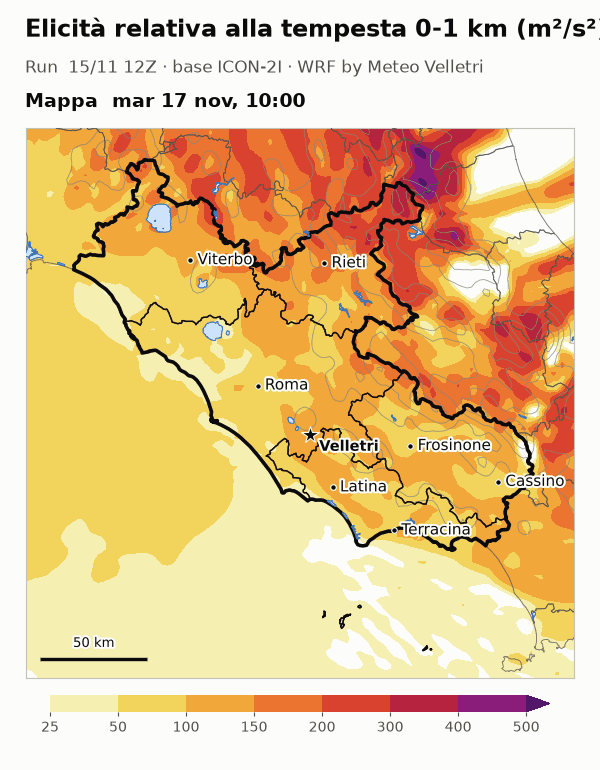 Elicità relativa alla tempesta 0-1 km (m²/s²)
Run  15/11 12Z · base ICON-2I · WRF by Meteo Velletri
Mappa  mar 17 nov, 10:00
Viterbo
Rieti
Roma
Velletri
Frosinone
Cassino
Latina
Terracina
50 km
25 50 100 150 200 300 400 500